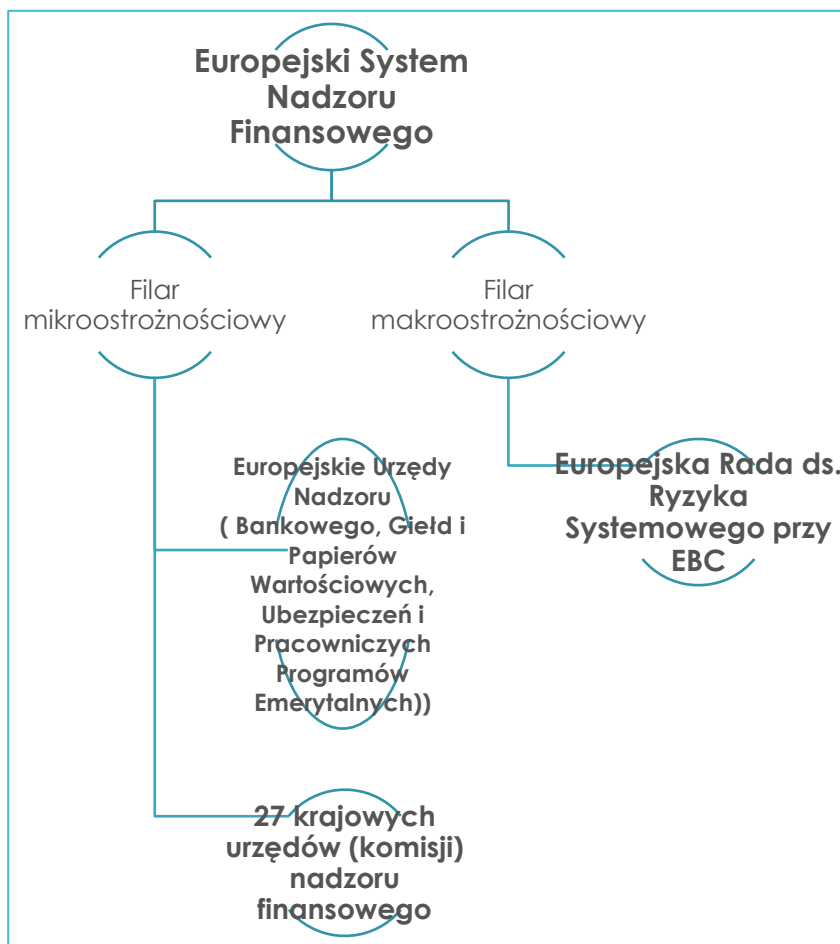 Europejski System
Nadzoru
Finansowego
Filar
mikroostrożnościowy
Filar
makroostrożnościowy
Europejskie Urzędy
Nadzoru
( Bankowego, Giełd i
Papierów
Wartościowych,
Ubezpieczeń i
Pracowniczych
Programów
Emerytalnych))
Europejska Rada ds.
Ryzyka
Systemowego przy
EBC
27 krajowych
urzędów (komisji)
nadzoru
finansowego